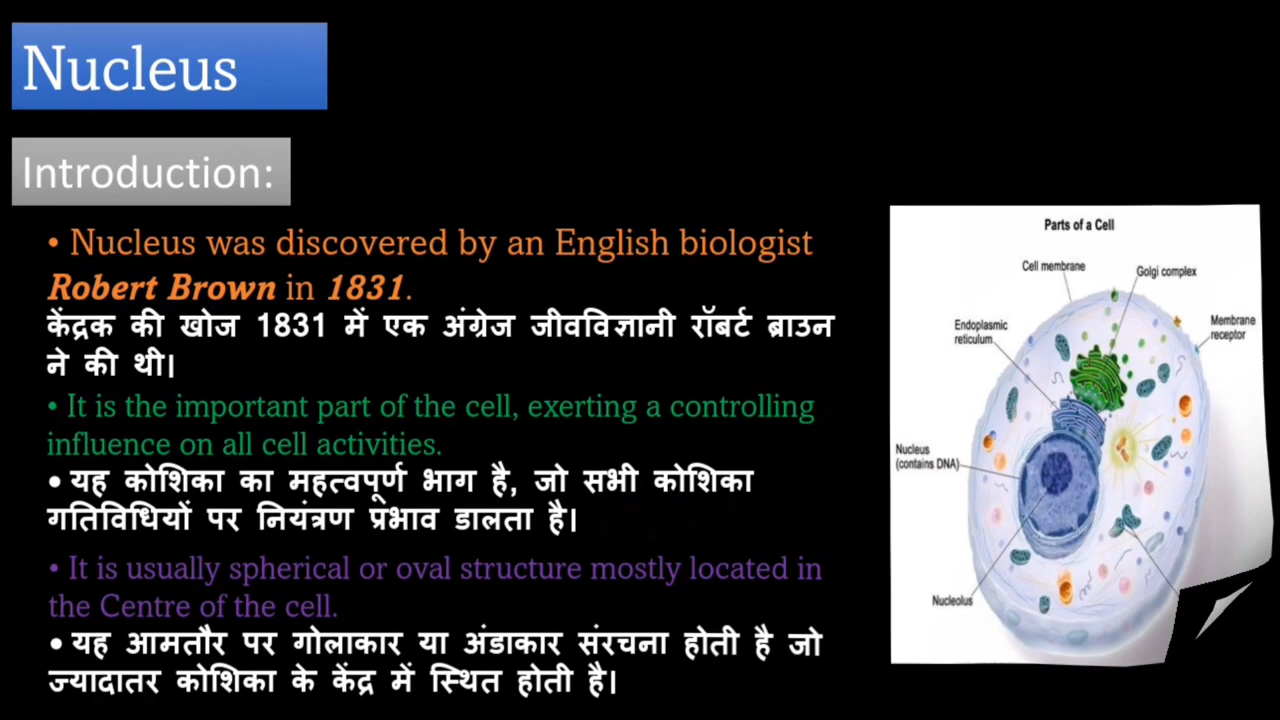 Nucleus
Introduction:
• Nucleus was discovered by an English biologist
Robert Brown in 1831.
केंद्रक की खोज 1831 में एक अंग्रेज जीवविज्ञानी रॉबर्ट ब्राउन
ने की थी।
• It is the important part of the cell, exerting a controlling
influence on all cell activities.
• यह कोशिका का महत्वपूर्ण भाग है, जो सभी कोशिका
गतिविधियों पर नियंत्रण प्रभाव डालता है।
• It is usually spherical or oval structure mostly located in
the Centre of the cell.
• यह आमतौर पर गोलाकार या अंडाकार संरचना होती है जो
ज्यादातर कोशिका के केंद्र में स्थित होती है।
Parts of a Cell
Cell membrane
Golgi complex
Endoplasmic
reticulum
Membrane
receptor
Nucleus
(contains DNA)
Nucleolus